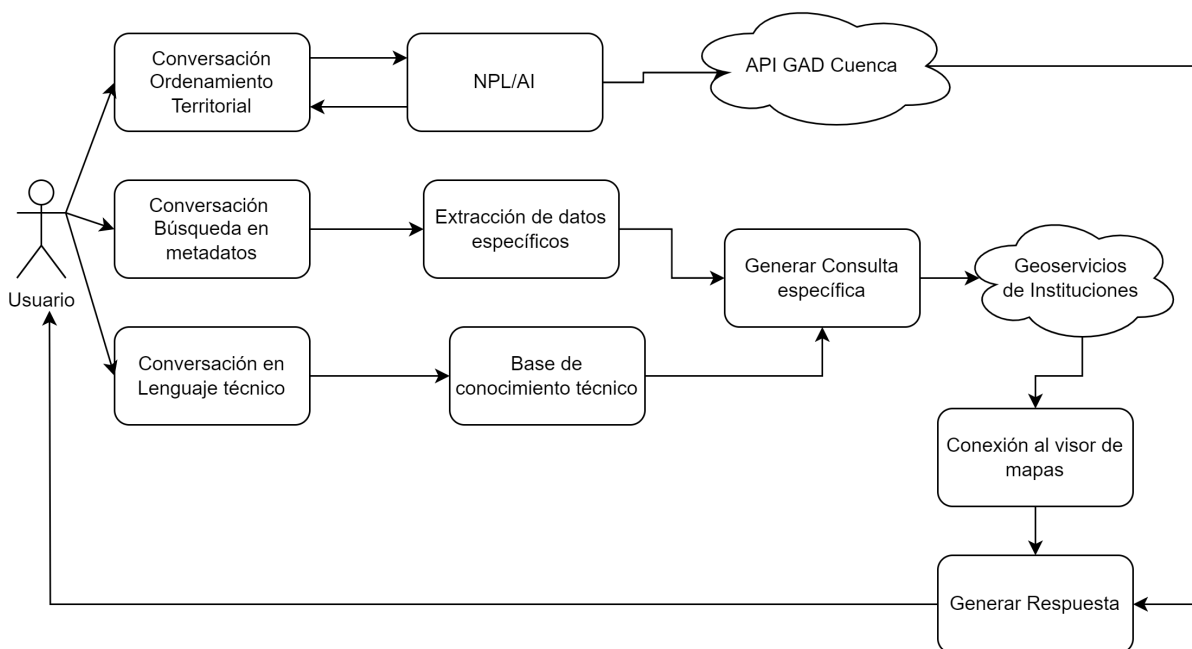 Conversación
Ordenamiento
Territorial
NPL/AI
API GAD Cuenca
Usuario
Conversación
Búsqueda en
metadatos
Extracción de datos
específicos
Generar Consulta
específica
Geoservicios
de Instituciones
Conversación en
Lenguaje técnico
Base de
conocimiento técnico
Conexión al visor de
mapas
Generar Respuesta